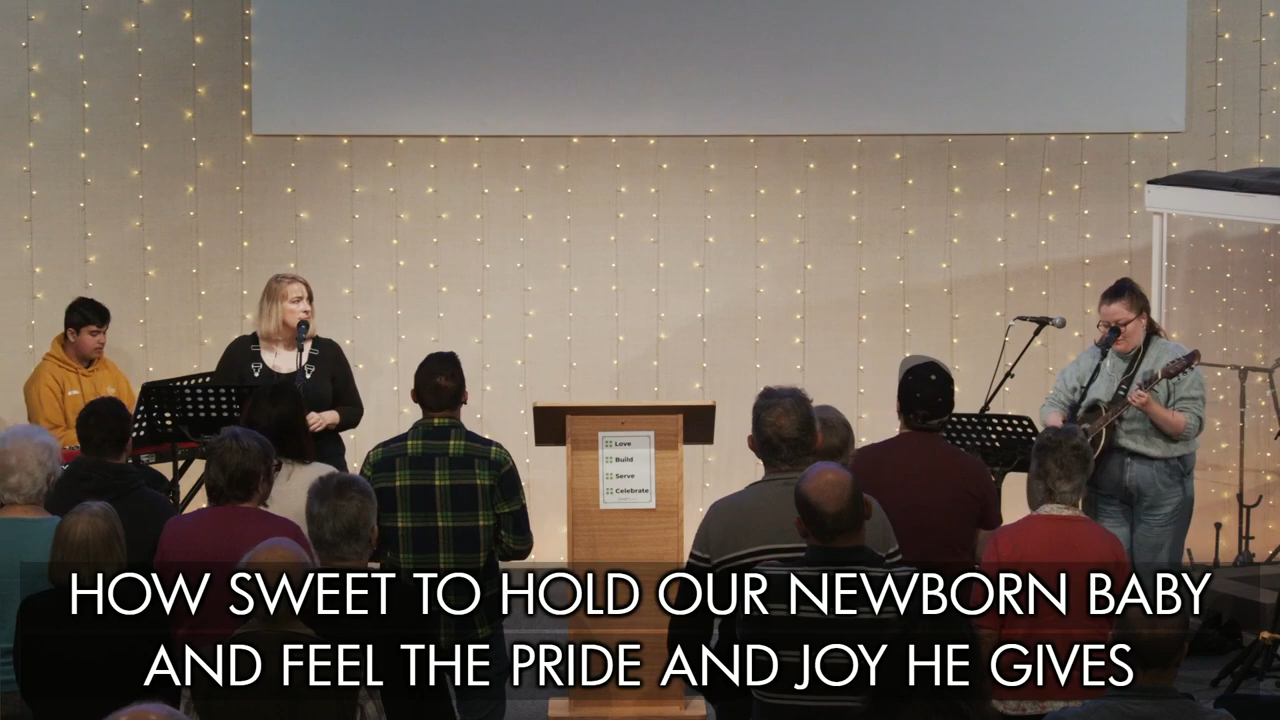 Love
Build
Serve
Celebrate
HOW SWEET TO HOLD OUR NEWBORN BABY
AND FEEL THE PRIDE AND JOY HE GIVES